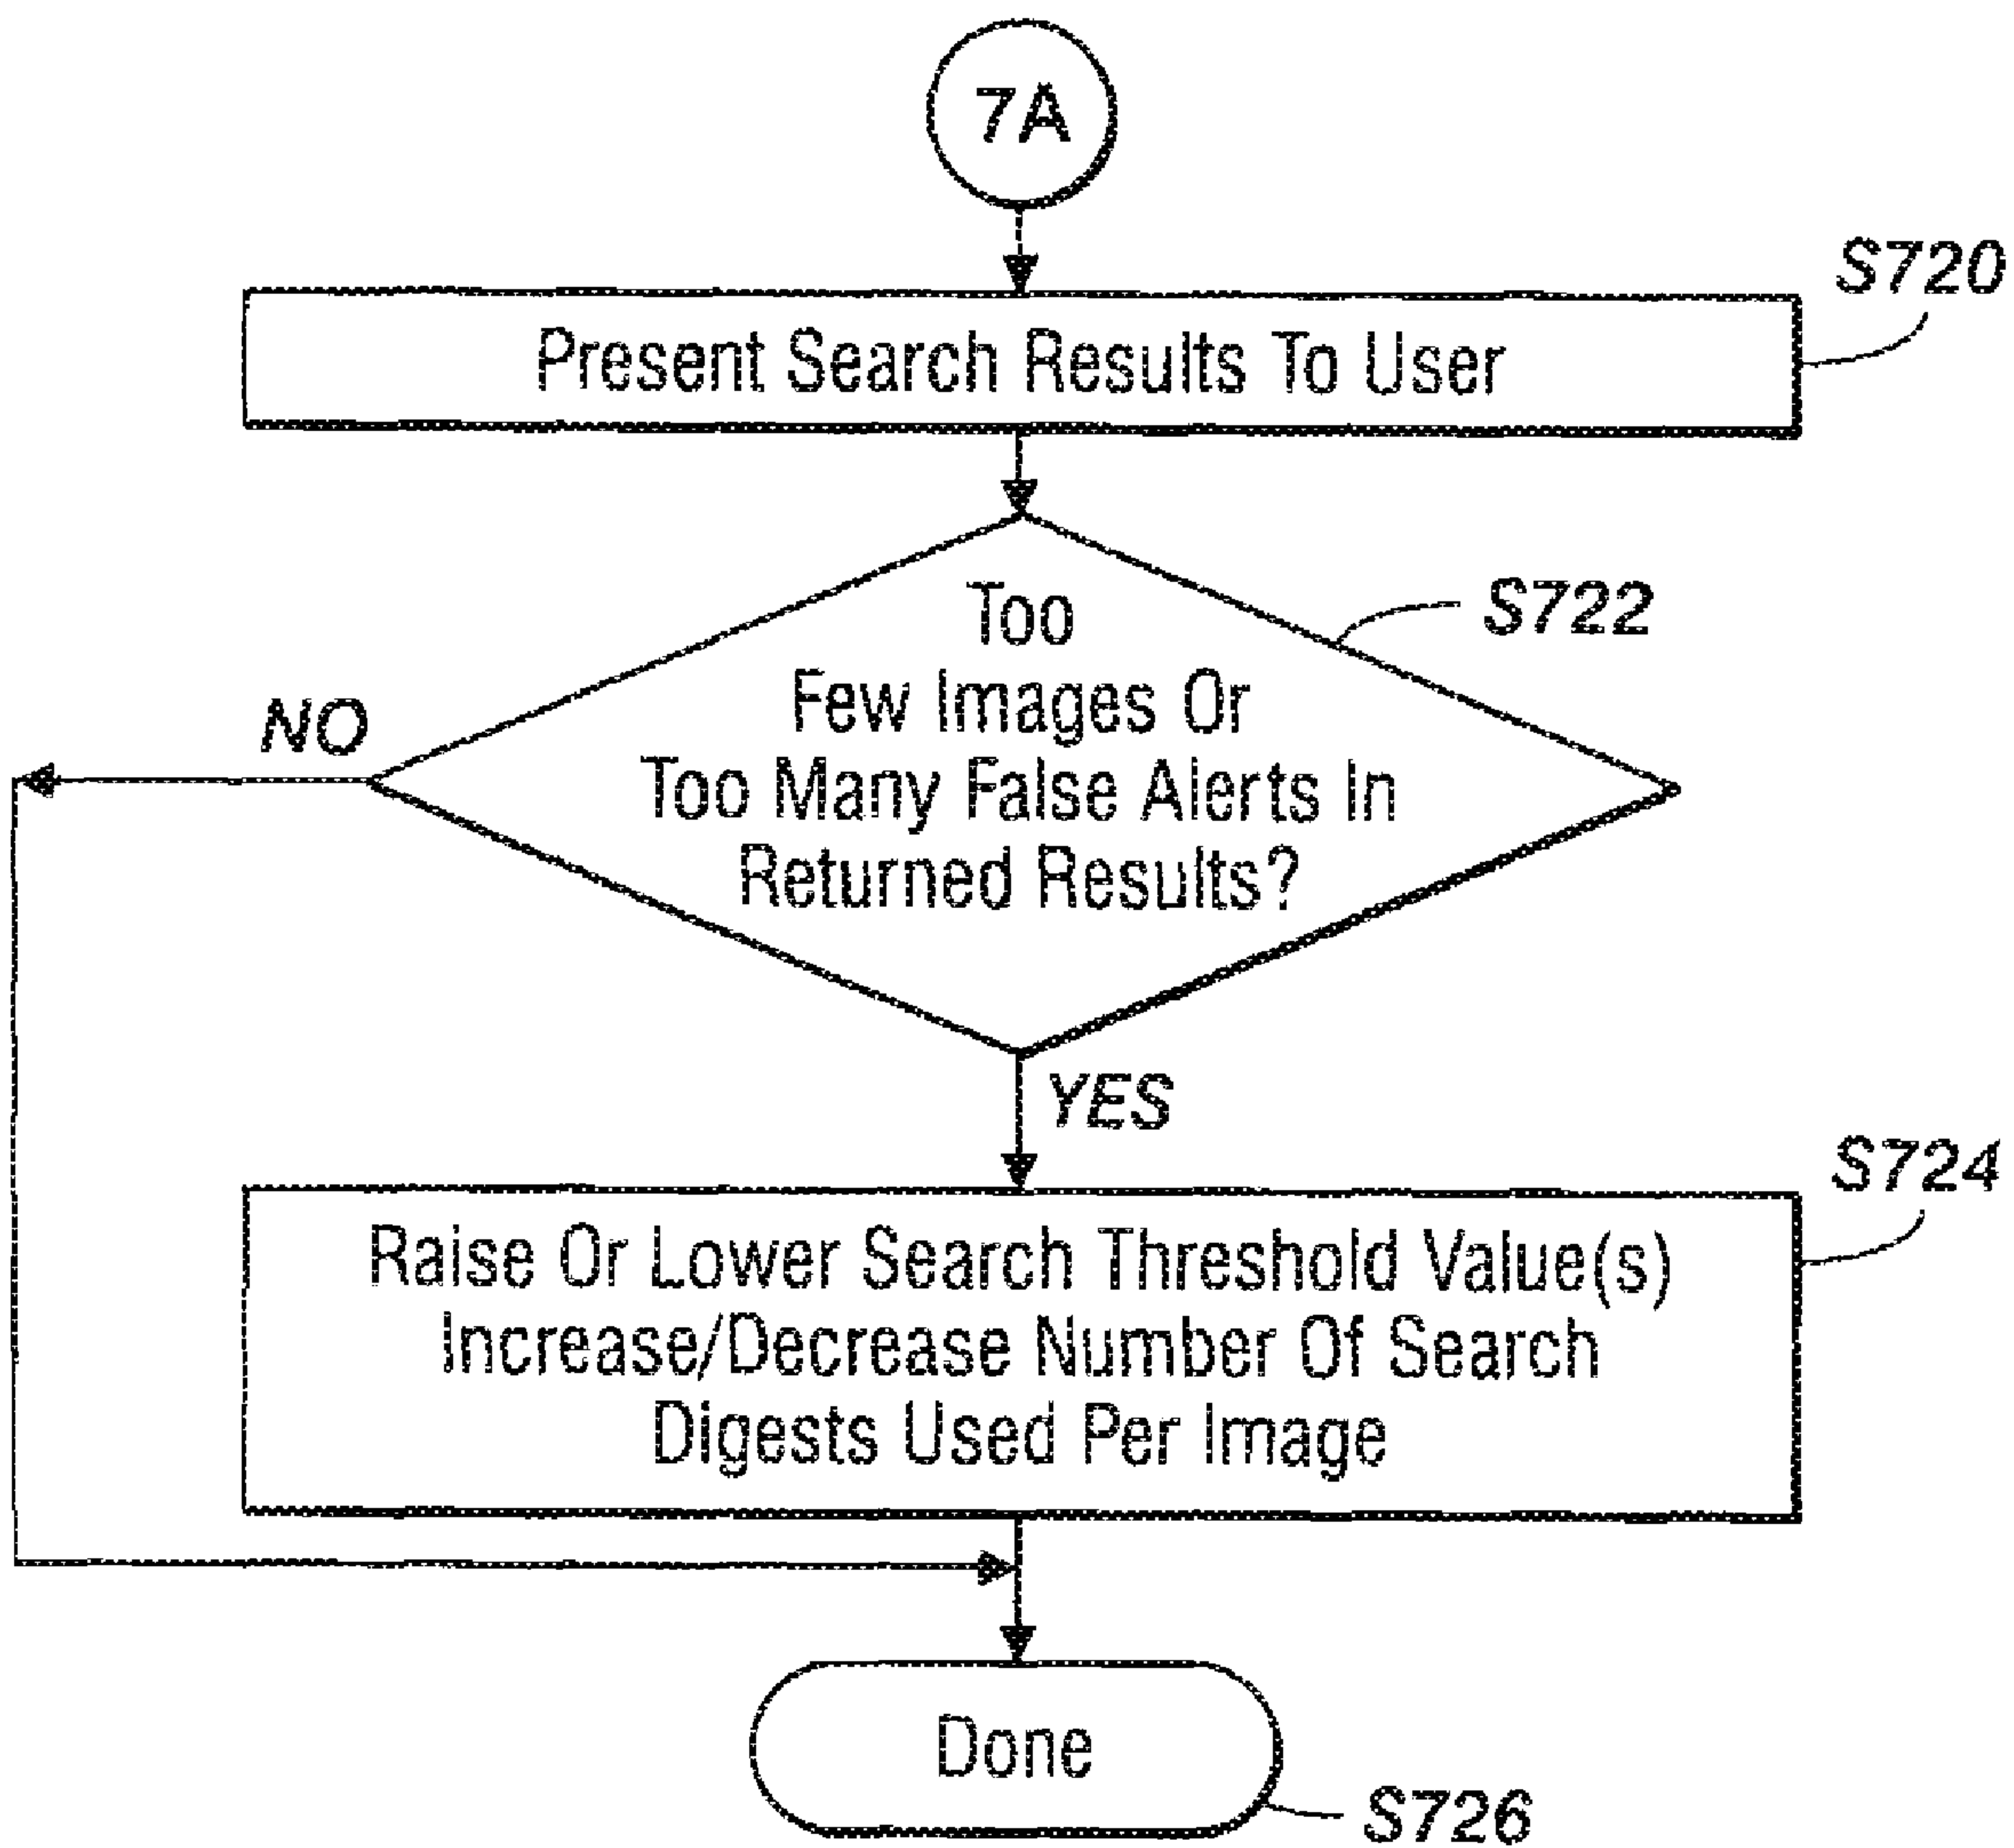 7A
S720
Present Search Results To User
S722
Too
Few Images Or
Too Many False Alerts In
Returned Results?
NO
YES
S724
Raise Or Lower Search Threshold Value(s)
Increase/Decrease Number Of Search
Digests Used Per Image
Done
S726